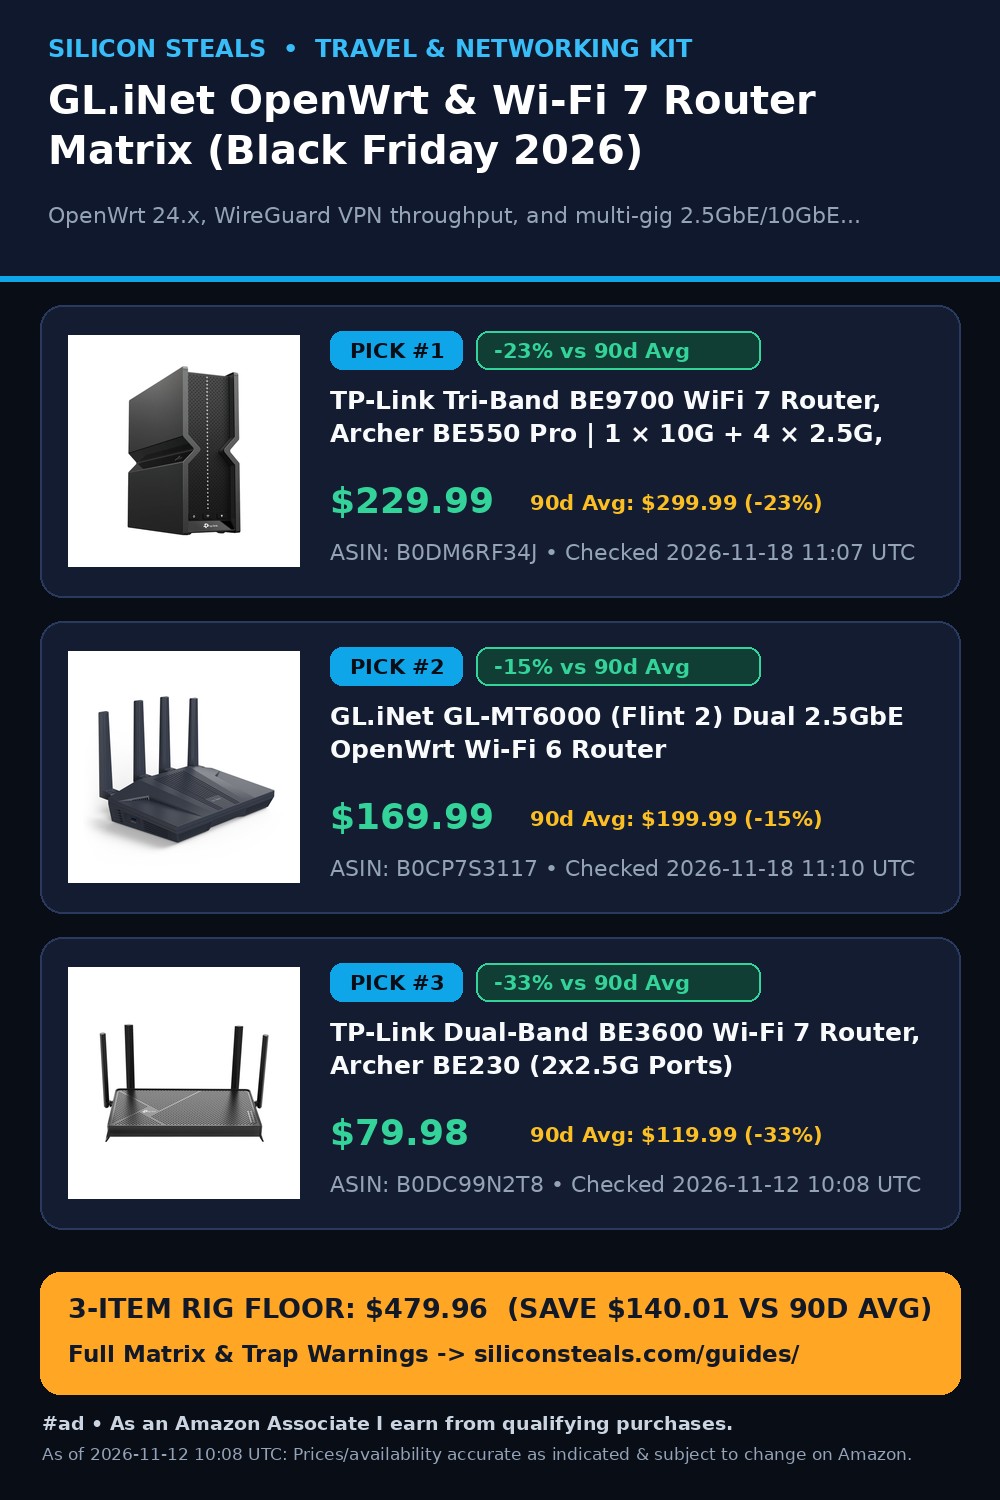 SILICON STEALS • TRAVEL & NETWORKING KIT
GL.iNet OpenWrt & Wi-Fi 7 Router
Matrix (Black Friday 2026)
OpenWrt 24.x, WireGuard VPN throughput, and multi-gig 2.5GbE/10GbE...
PICK #1
-23% vs 90d Avg
TP-Link Tri-Band BE9700 WiFi 7 Router,
Archer BE550 Pro | 1 × 10G + 4 × 2.5G,
$229.99
90d Avg: $299.99 (-23%)
ASIN: B0DM6RF34J • Checked 2026-11-18 11:07 UTC
PICK #2
-15% vs 90d Avg
GL.iNet GL-MT6000 (Flint 2) Dual 2.5GbE
OpenWrt Wi-Fi 6 Router
$169.99
90d Avg: $199.99 (-15%)
ASIN: B0CP7S3117 • Checked 2026-11-18 11:10 UTC
PICK #3
-33% vs 90d Avg
TP-Link Dual-Band BE3600 Wi-Fi 7 Router,
Archer BE230 (2x2.5G Ports)
$79.98
90d Avg: $119.99 (-33%)
ASIN: B0DC99N2T8 • Checked 2026-11-12 10:08 UTC
3-ITEM RIG FLOOR: $479.96 (SAVE $140.01 VS 90D AVG)
Full Matrix & Trap Warnings -> siliconsteals.com/guides/
#ad • As an Amazon Associate I earn from qualifying purchases.
As of 2026-11-12 10:08 UTC: Prices/availability accurate as indicated & subject to change on Amazon.